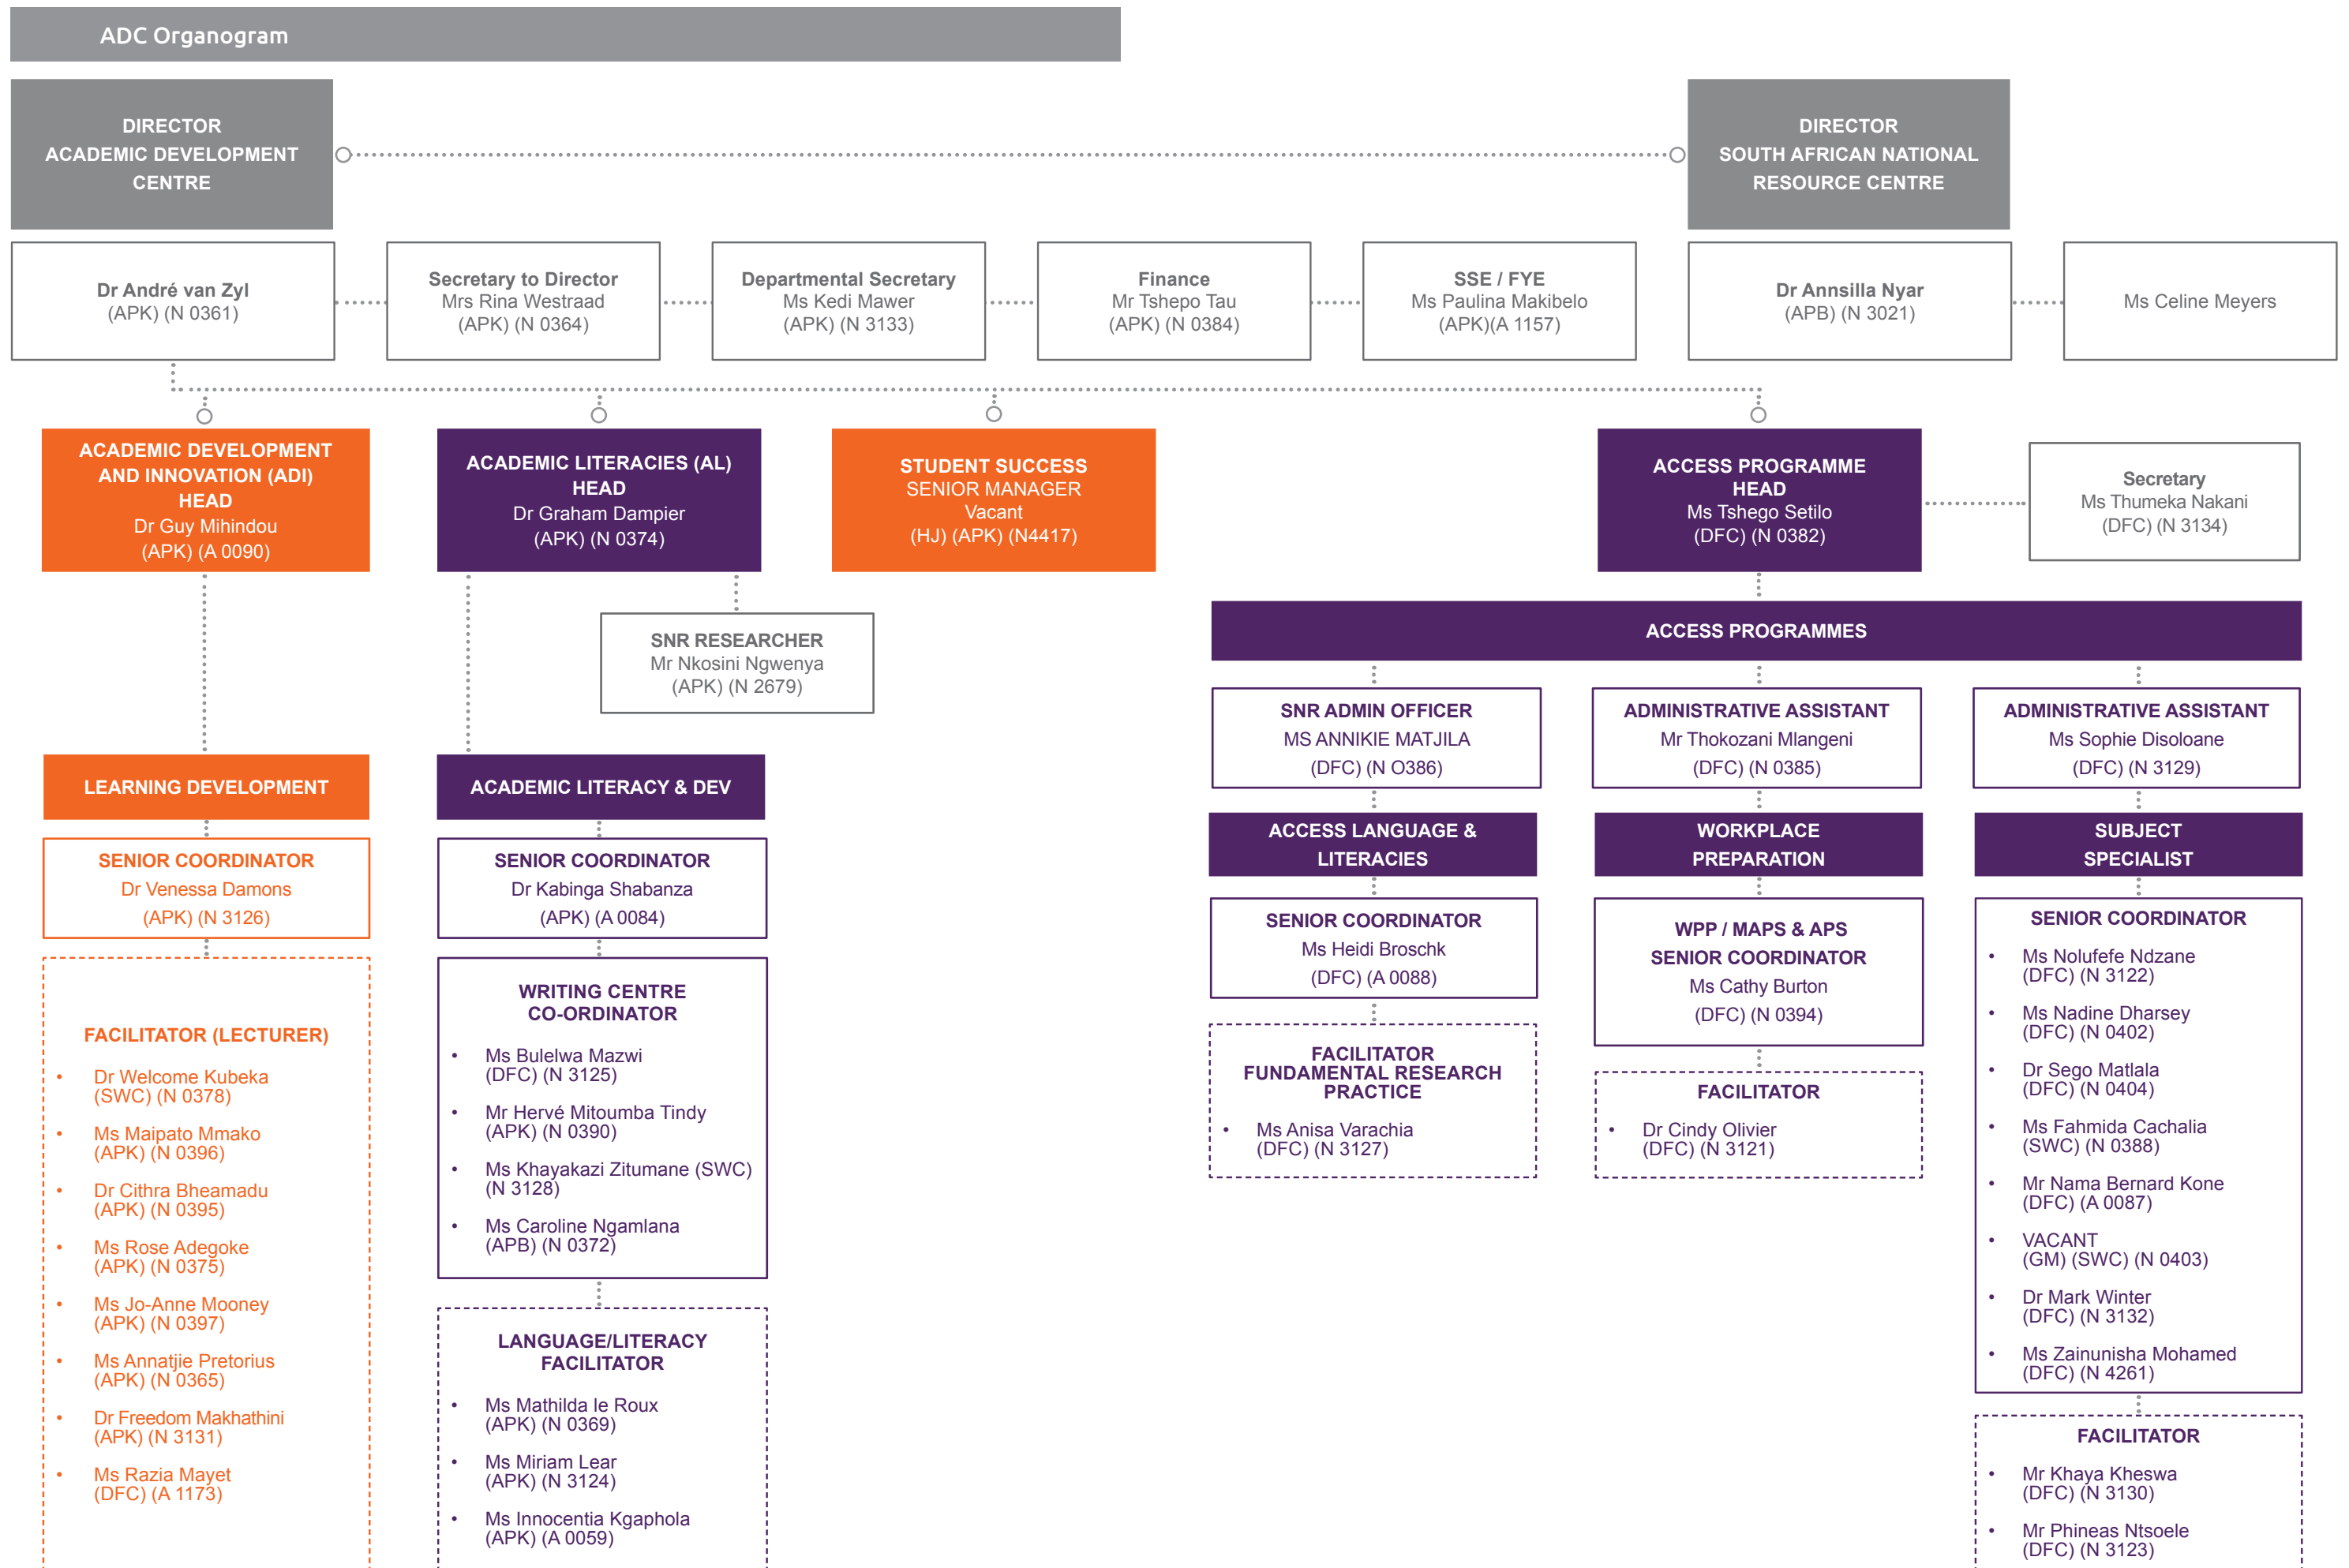 ADC Organogram
DIRECTOR
ACADEMIC DEVELOPMENT
CENTRE
DIRECTOR
SOUTH AFRICAN NATIONAL
RESOURCE CENTRE
Dr André van Zyl
(APK) (N 0361)
Secretary to Director
Mrs Rina Westraad
(APK) (N 0364)
Departmental Secretary
Ms Kedi Mawer
(APK) (N 3133)
Finance
Mr Tshepo Tau
(APK) (N 0384)
SSE / FYE
Ms Paulina Makibelo
(APK)(A 1157)
Dr Annsilla Nyar
(APB) (N 3021)
Ms Celine Meyers
ACADEMIC DEVELOPMENT
AND INNOVATION (ADI)
HEAD
Dr Guy Mihindou
(APK) (A 0090)
ACADEMIC LITERACIES (AL)
HEAD
Dr Graham Dampier
(APK) (N 0374)
STUDENT SUCCESS
SENIOR MANAGER
Vacant
(HJ) (APK) (N4417)
ACCESS PROGRAMME
HEAD
Ms Tshego Setilo
(DFC) (N 0382)
Secretary
Ms Thumeka Nakani
(DFC) (N 3134)
SNR RESEARCHER
Mr Nkosini Ngwenya
(APK) (N 2679)
LEARNING DEVELOPMENT
SENIOR COORDINATOR
Dr Venessa Damons
(APK) (N 3126)
FACILITATOR (LECTURER)
• Dr Welcome Kubeka
(SWC) (N 0378)
• Ms Maipato Mmako
(APK) (N 0396)
• Dr Cithra Bheamadu
(APK) (N 0395)
• Ms Rose Adegoke
(APK) (N 0375)
• Ms Jo-Anne Mooney
(APK) (N 0397)
• Ms Annatjie Pretorius
(APK) (N 0365)
• Dr Freedom Makhathini
(APK) (N 3131)
• Ms Razia Mayet
(DFC) (A 1173)
ACADEMIC LITERACY & DEV
SENIOR COORDINATOR
Dr Kabinga Shabanza
(APK) (A 0084)
WRITING CENTRE
CO-ORDINATOR
• Ms Bulelwa Mazwi
(DFC) (N 3125)
• Mr Hervé Mitoumba Tindy
(APK) (N 0390)
• Ms Khayakazi Zitumane (SWC)
(N 3128)
• Ms Caroline Ngamlana
(APB) (N 0372)
LANGUAGE/LITERACY
FACILITATOR
• Ms Mathilda le Roux
(APK) (N 0369)
• Ms Miriam Lear
(APK) (N 3124)
• Ms Innocentia Kgaphola
(APK) (A 0059)
ACCESS PROGRAMMES
SNR ADMIN OFFICER
MS ANNIKIE MATJILA
(DFC) (N O386)
ACCESS LANGUAGE &
LITERACIES
SENIOR COORDINATOR
Ms Heidi Broschk
(DFC) (A 0088)
FACILITATOR
FUNDAMENTAL RESEARCH
PRACTICE
• Ms Anisa Varachia
(DFC) (N 3127)
ADMINISTRATIVE ASSISTANT
Mr Thokozani Mlangeni
(DFC) (N 0385)
WORKPLACE
PREPARATION
WPP / MAPS & APS
SENIOR COORDINATOR
Ms Cathy Burton
(DFC) (N 0394)
FACILITATOR
• Dr Cindy Olivier
(DFC) (N 3121)
ADMINISTRATIVE ASSISTANT
Ms Sophie Disoloane
(DFC) (N 3129)
SUBJECT
SPECIALIST
SENIOR COORDINATOR
• Ms Nolufefe Ndzane
(DFC) (N 3122)
• Ms Nadine Dharsey
(DFC) (N 0402)
• Dr Sego Matlala
(DFC) (N 0404)
• Ms Fahmida Cachalia
(SWC) (N 0388)
• Mr Nama Bernard Kone
(DFC) (A 0087)
• VACANT
(GM) (SWC) (N 0403)
• Dr Mark Winter
(DFC) (N 3132)
• Ms Zainunisha Mohamed
(DFC) (N 4261)
FACILITATOR
• Mr Khaya Kheswa
(DFC) (N 3130)
• Mr Phineas Ntsoele
(DFC) (N 3123)